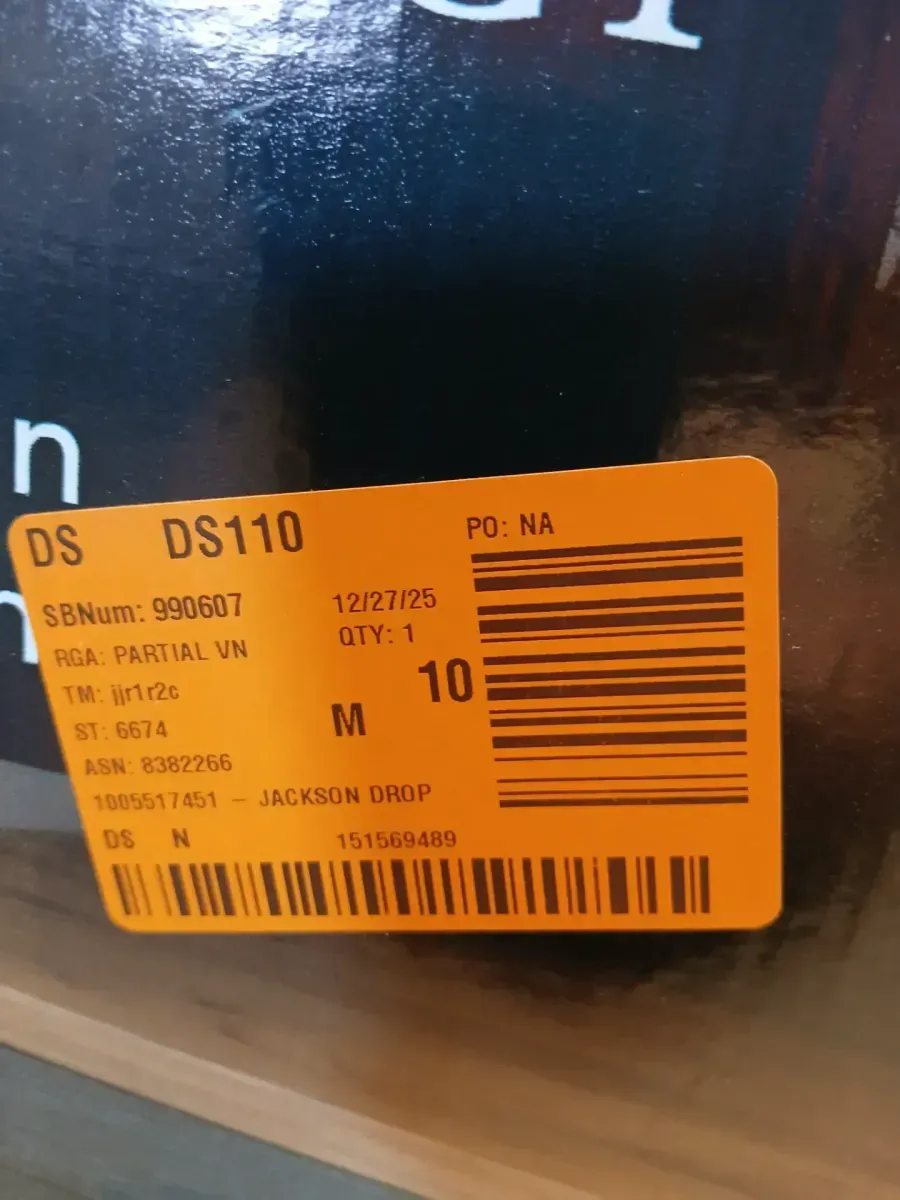 n
DS DS110 PO: NA
SBNum: 990607 12/27/25
RGA: PARTIAL VN QTY: 1
TM: jjr1r2c 10
ST: 6674 M
ASN: 8382266
1005517451 – JACKSON DROP
DS N 151569489